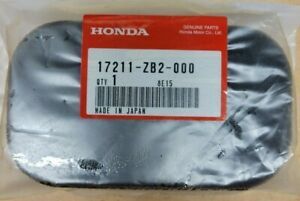 HONDA
GENUINE PARTS
Honda Motor Co., Ltd.
17211-ZB2-000
QTY 1 8E15
MADE IN JAPAN